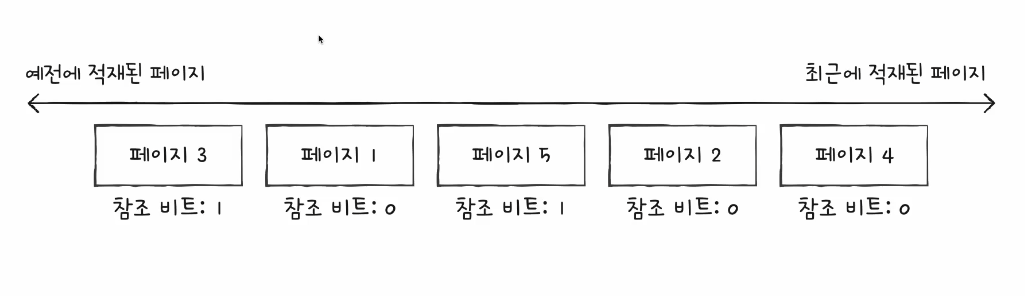 예전에 적재된 페이지 최근에 적재된 페이지
페이지 3 페이지 1 페이지 5 페이지 2 페이지 4
참조 비트: 1 참조 비트: 0 참조 비트: 1 참조 비트: 0 참조 비트: 0